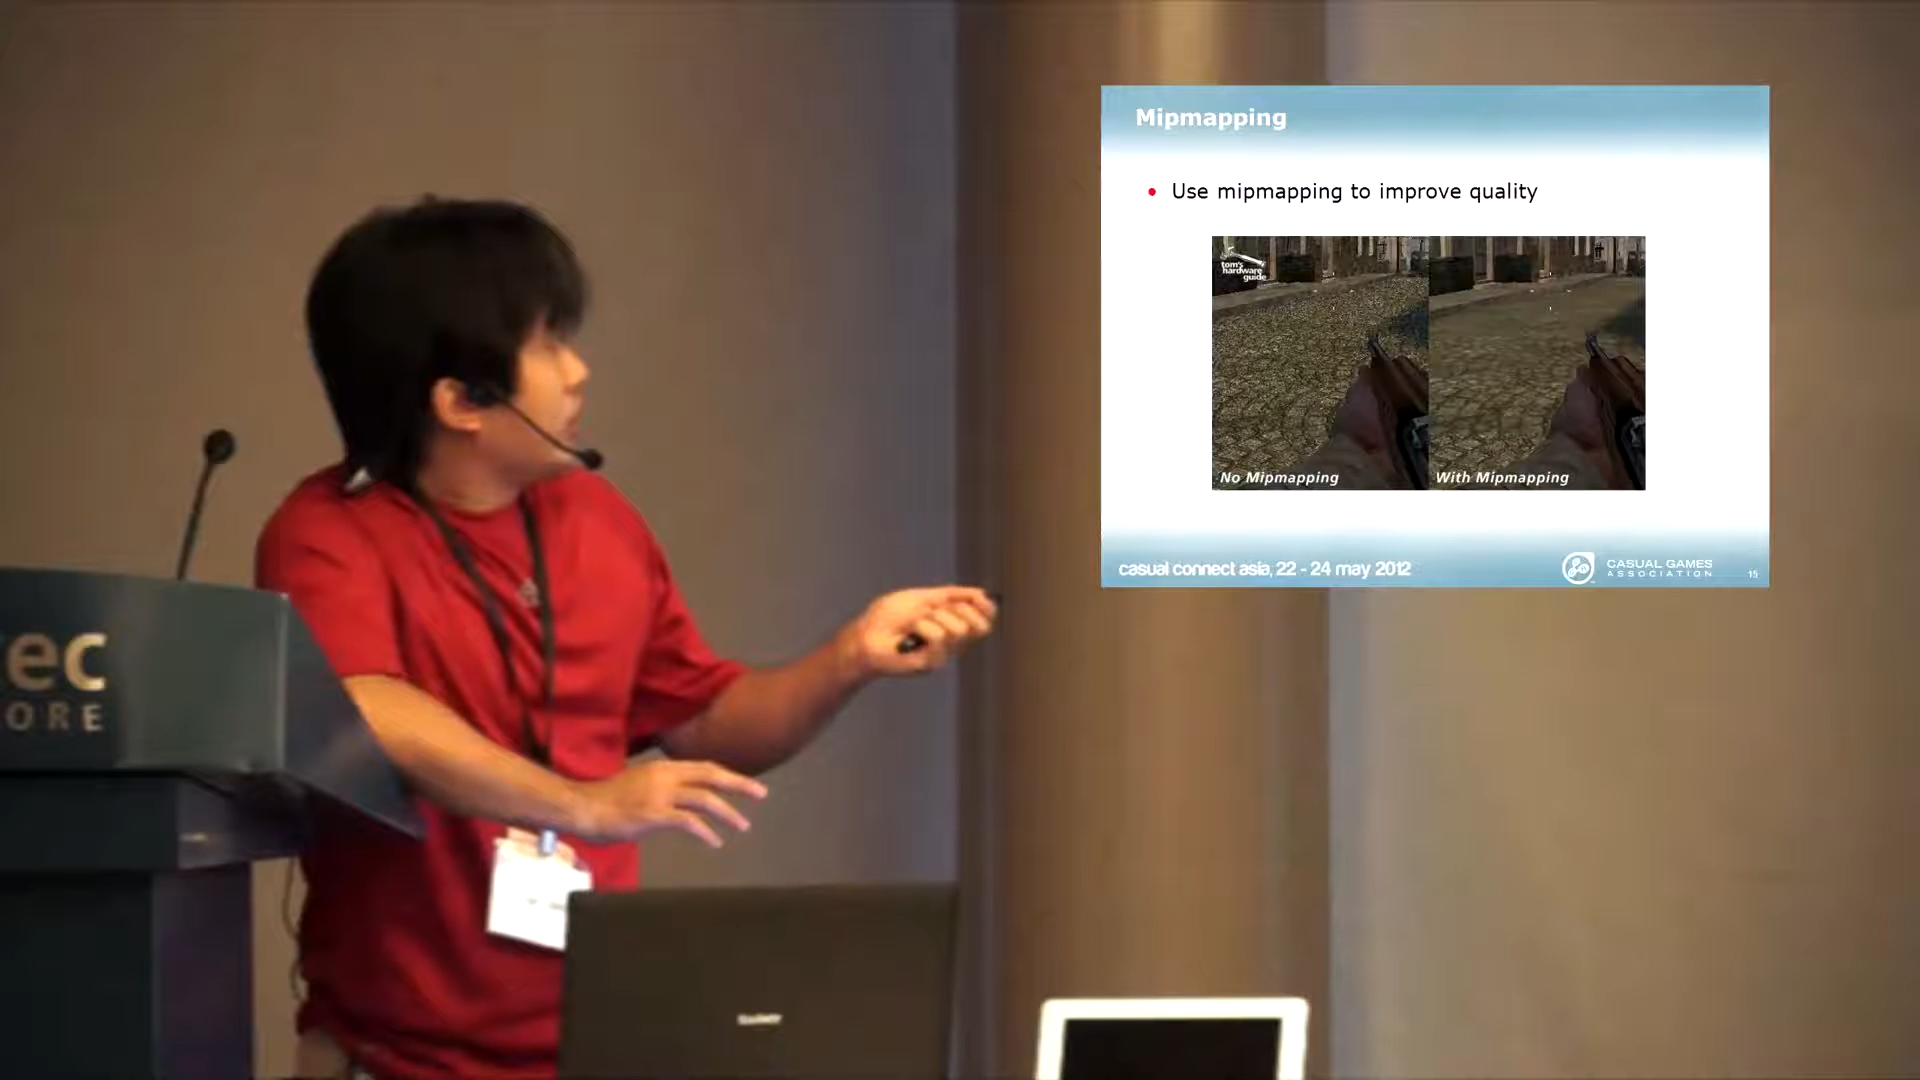 Mipmapping
• Use mipmapping to improve quality
tom's
hardware
guide
No Mipmapping
With Mipmapping
casual connect asia, 22 - 24 may 2012
CASUAL GAMES
ASSOCIATION
15
ec
ORE